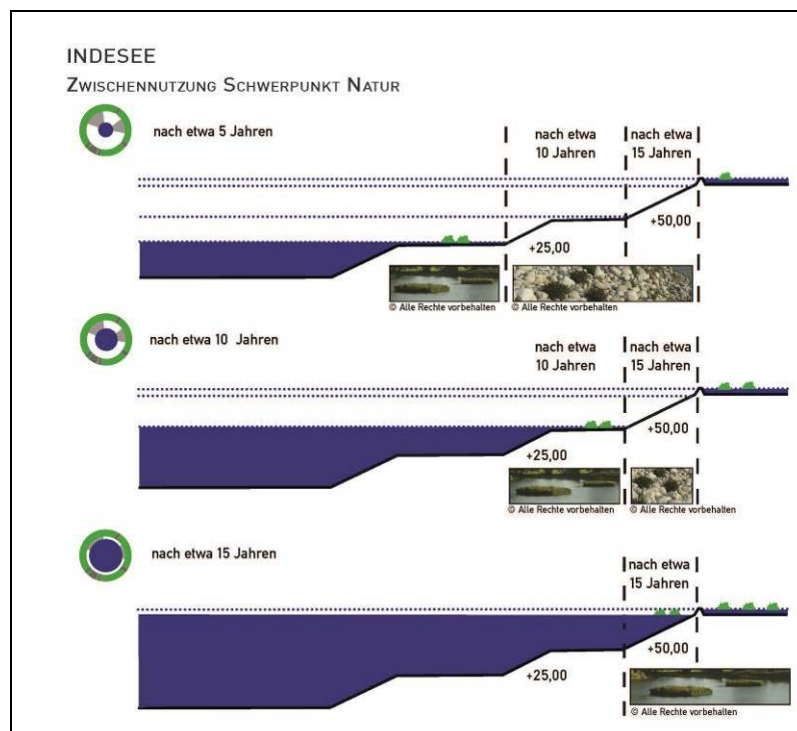 INDESEE
ZWISCHENNUTZUNG SCHWERPUNKT NATUR
nach etwa 5 Jahren
nach etwa
10 Jahren
nach etwa
15 Jahren
+50,00
+25,00
© Alle Rechte vorbehalten
© Alle Rechte vorbehalten
nach etwa 10 Jahren
nach etwa
10 Jahren
nach etwa
15 Jahren
+50,00
+25,00
© Alle Rechte vorbehalten
© Alle Rechte vorbehalten
nach etwa 15 Jahren
nach etwa
15 Jahren
+50,00
+25,00
© Alle Rechte vorbehalten